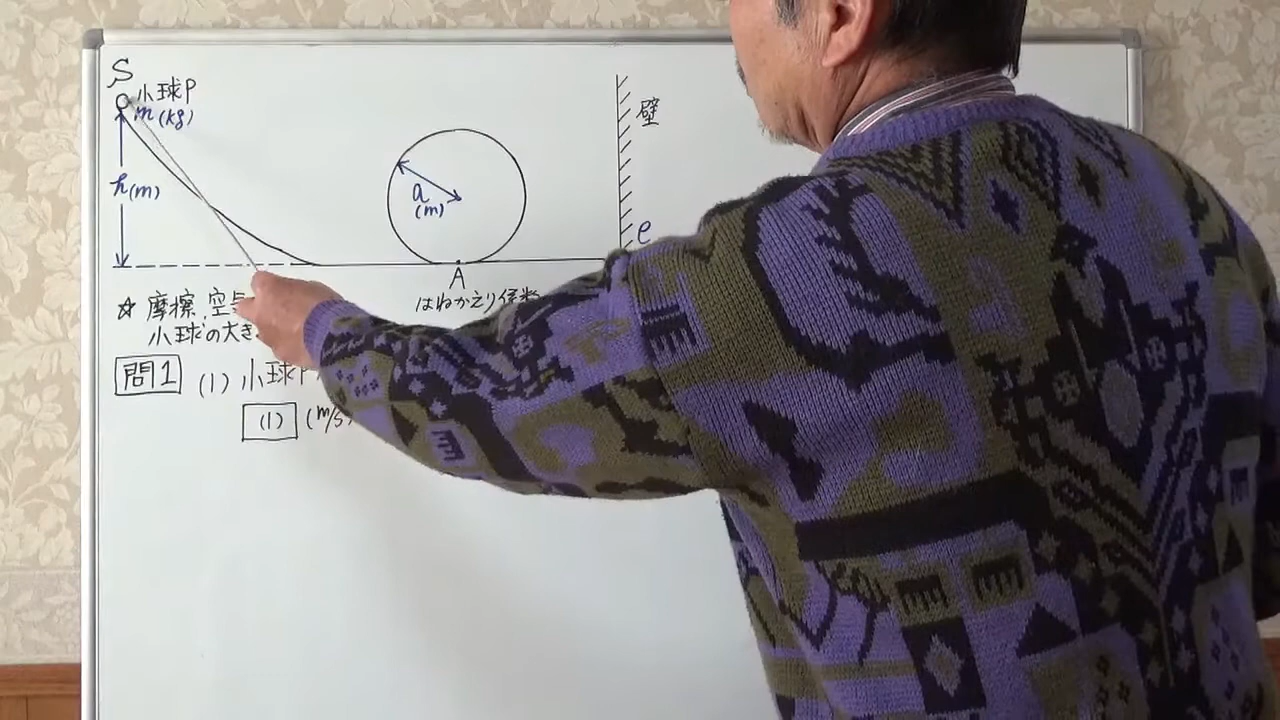 S
小球P
m(kg)
h(m)
a
(m)
壁
e
A
はねかえり係数
☆ 摩擦、空気
小球の大き
問1 (1) 小球P
(1) (m/s)